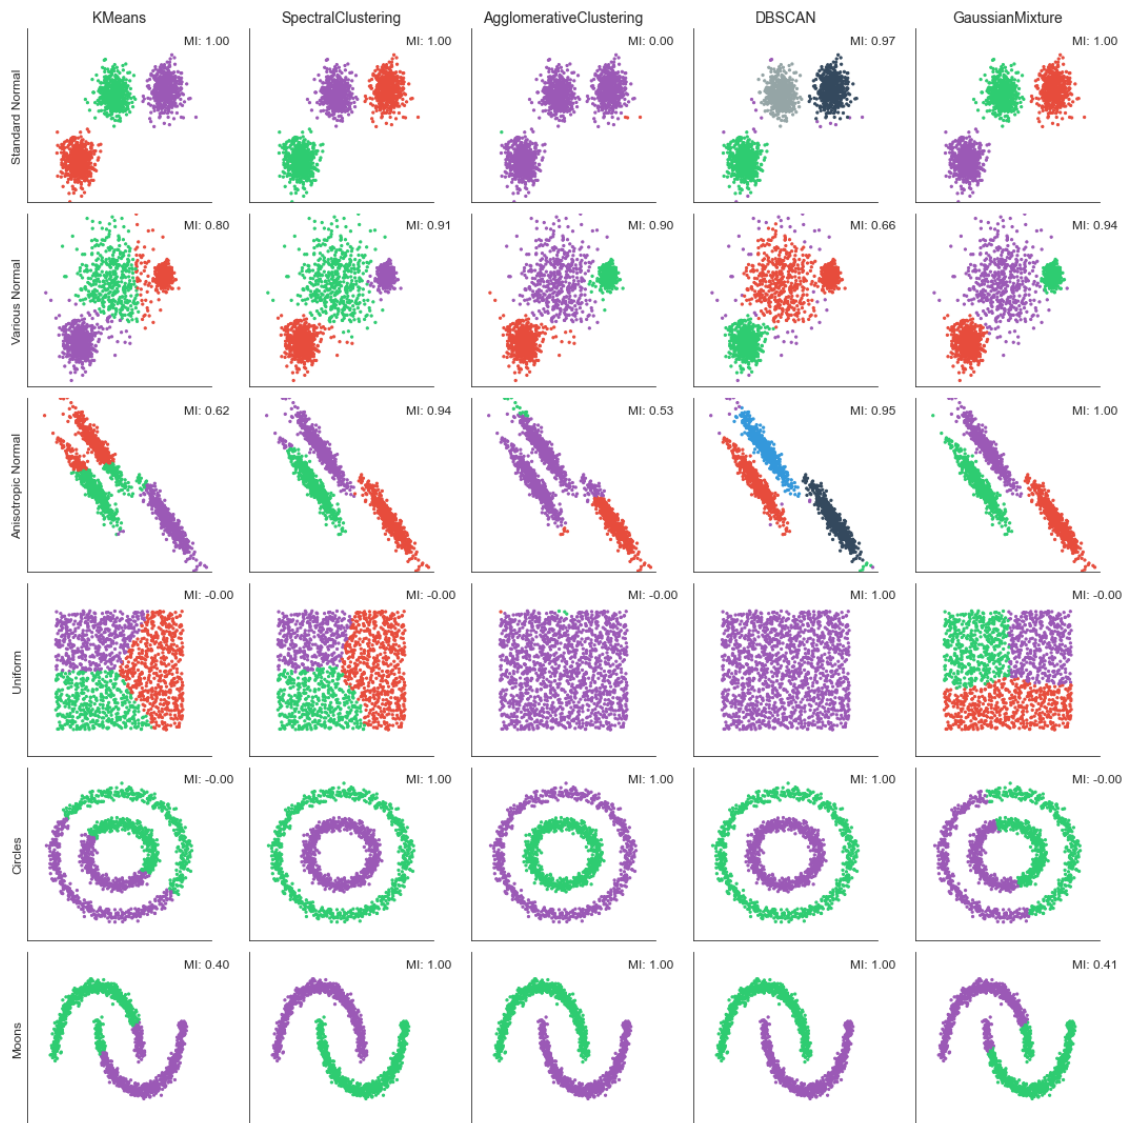 KMeans SpectralClustering AgglomerativeClustering DBSCAN GaussianMixture
Standard Normal MI: 1.00 MI: 1.00 MI: 0.00 MI: 0.97 MI: 1.00
Various Normal MI: 0.80 MI: 0.91 MI: 0.90 MI: 0.66 MI: 0.94
Anisotropic Normal MI: 0.62 MI: 0.94 MI: 0.53 MI: 0.95 MI: 1.00
Uniform MI: -0.00 MI: -0.00 MI: -0.00 MI: 1.00 MI: -0.00
Circles MI: -0.00 MI: 1.00 MI: 1.00 MI: 1.00 MI: -0.00
Moons MI: 0.40 MI: 1.00 MI: 1.00 MI: 1.00 MI: 0.41